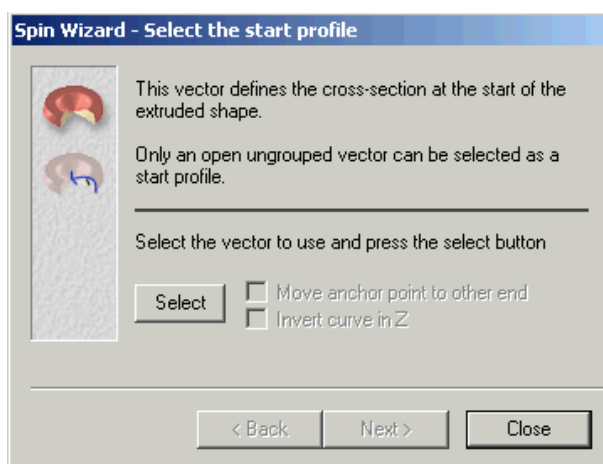 Spin Wizard - Select the start profile
This vector defines the cross-section at the start of the
extruded shape.
Only an open ungrouped vector can be selected as a
start profile.
Select the vector to use and press the select button
Select
Move anchor point to other end
Invert curve in Z
< Back
Next >
Close